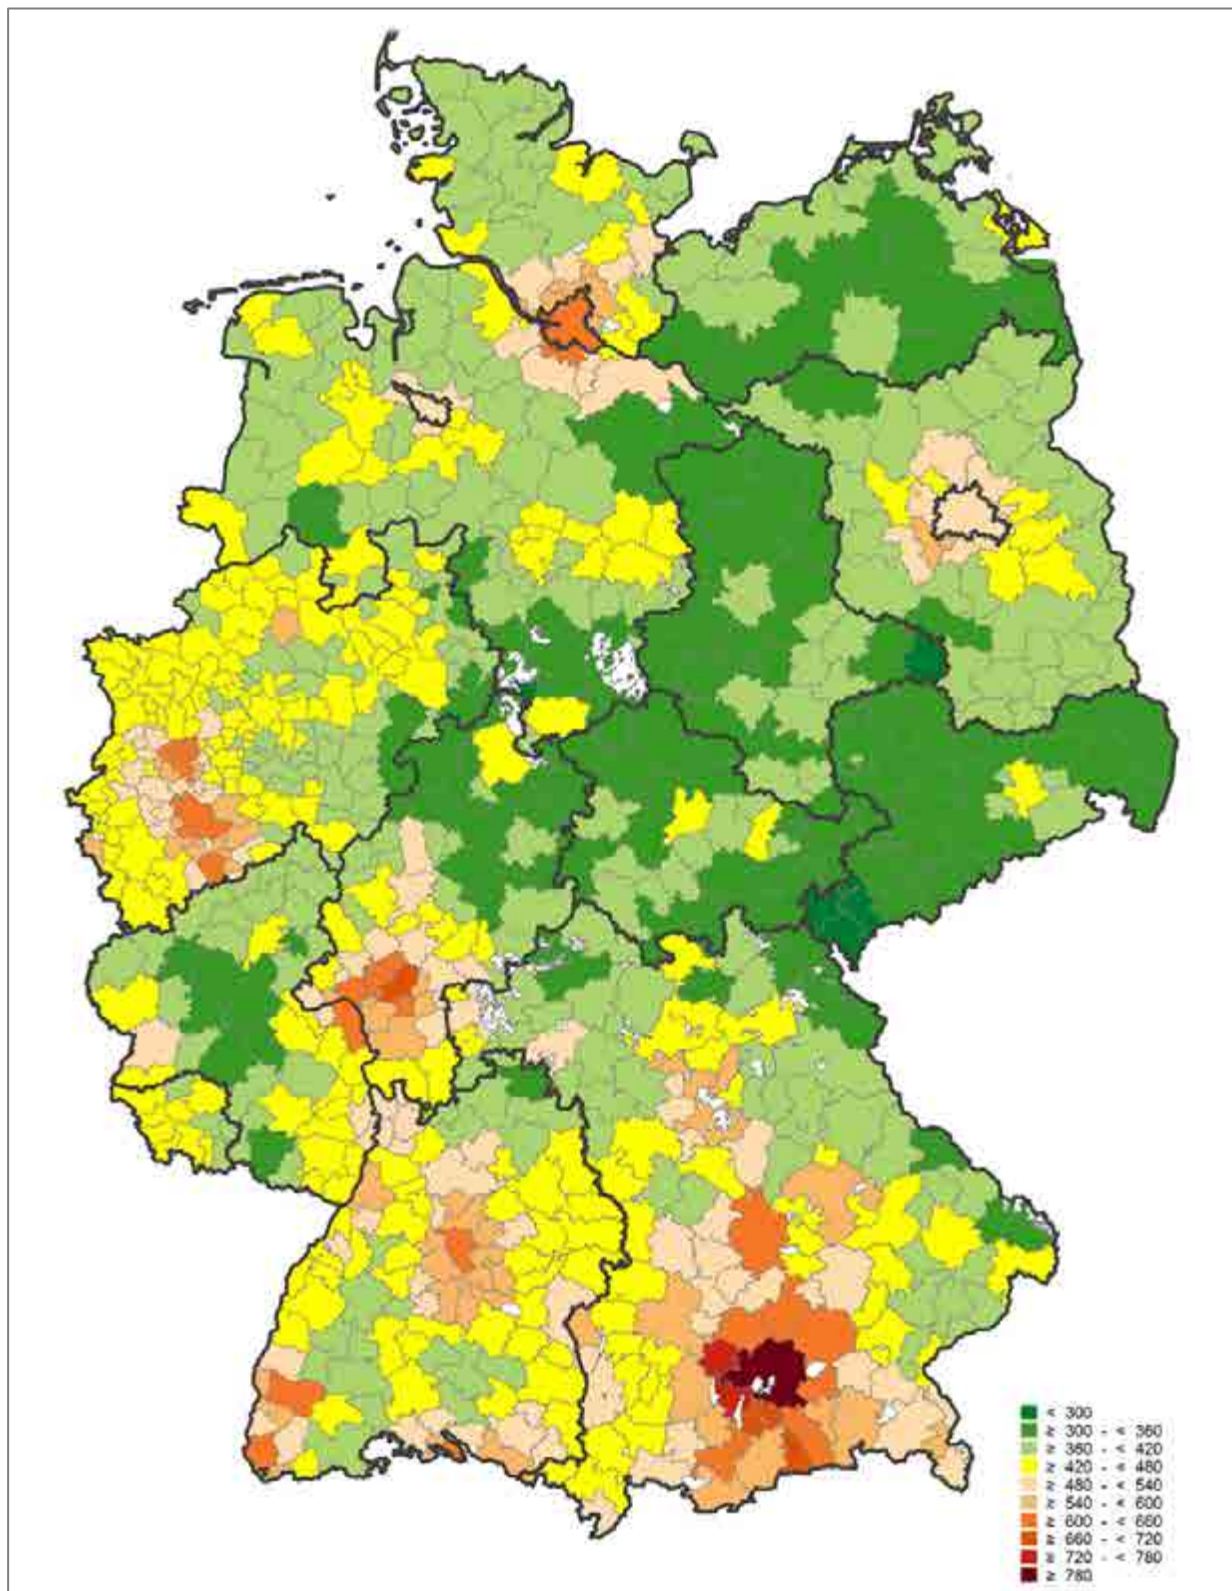 < 300
≥ 300 - < 360
≥ 360 - < 420
≥ 420 - < 480
≥ 480 - < 540
≥ 540 - < 600
≥ 600 - < 660
≥ 660 - < 720
≥ 720 - < 780
≥ 780